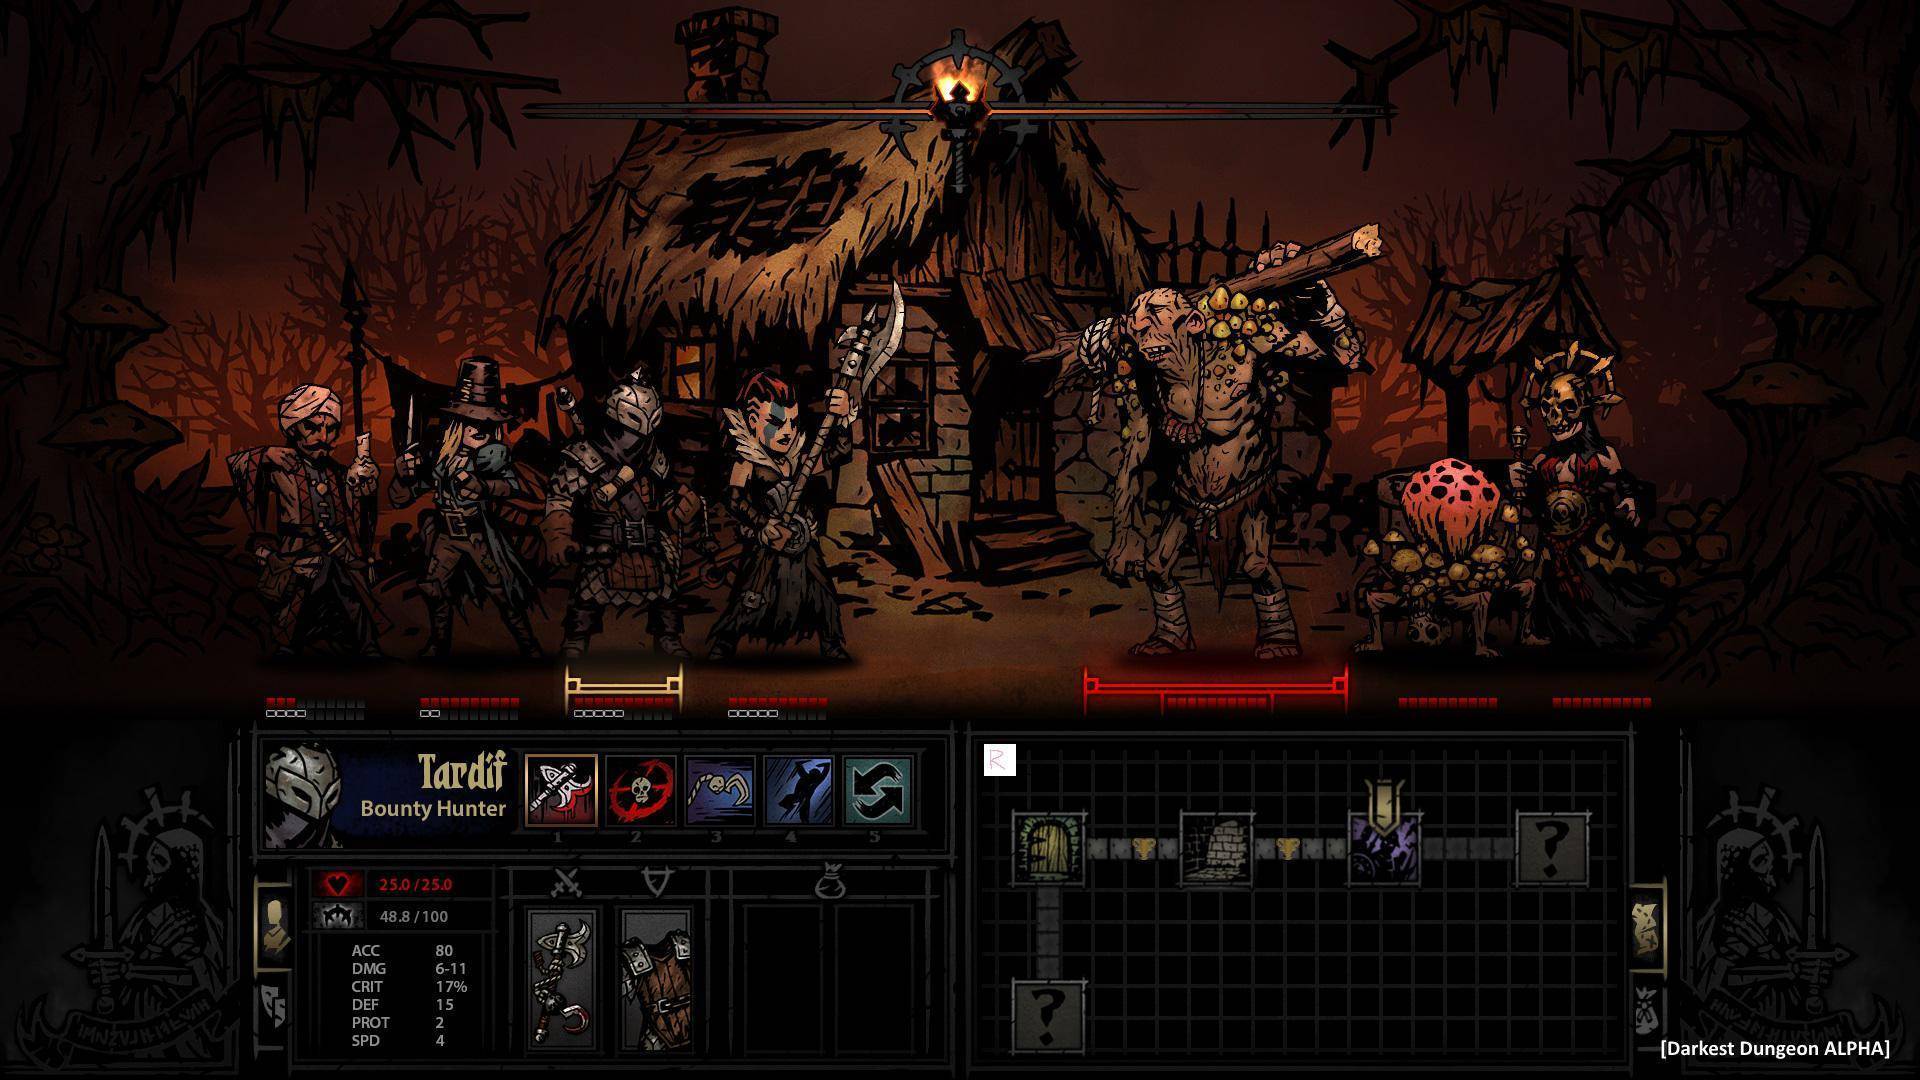 Tardif
Bounty Hunter
1 2 3 4 5
25.0 / 25.0
48.8 / 100
ACC 80
DMG 6-11
CRIT 17%
DEF 15
PROT 2
SPD 4
R
?
?
[Darkest Dungeon ALPHA]